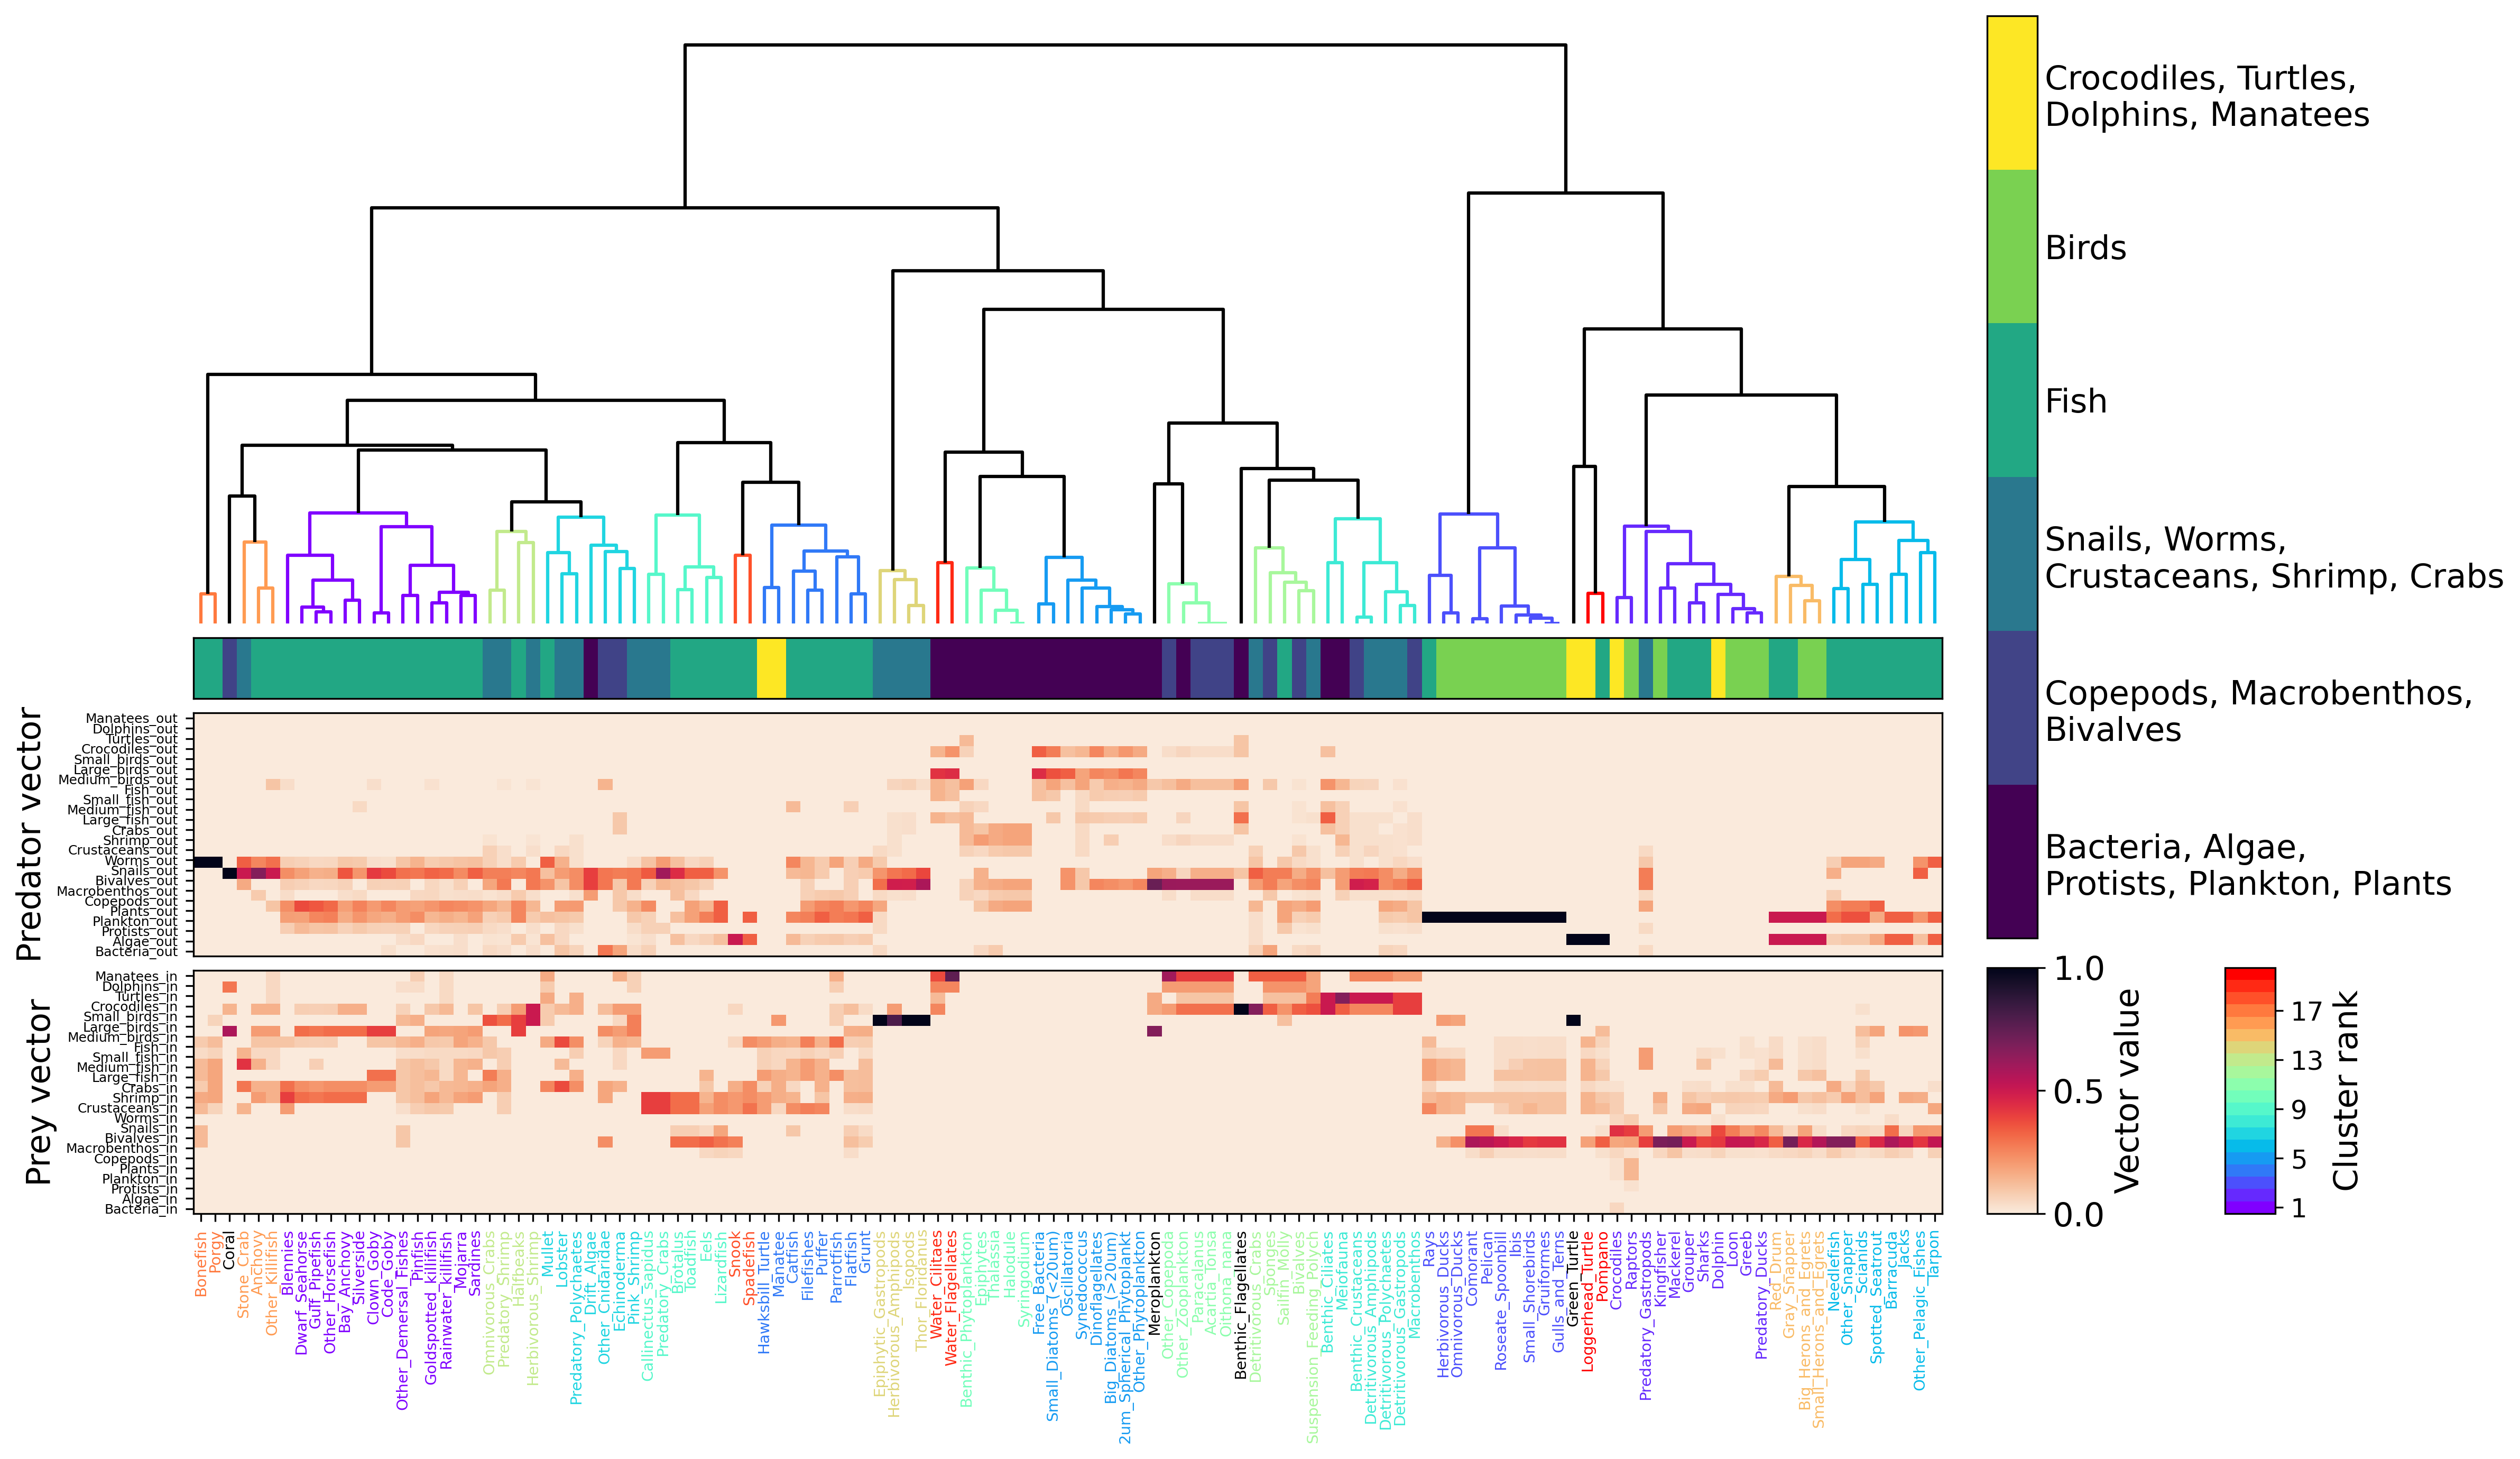 Crocodiles, Turtles,
Dolphins, Manatees
Birds
Fish
Snails, Worms,
Crustaceans, Shrimp, Crabs
Copepods, Macrobenthos,
Bivalves
Bacteria, Algae,
Protists, Plankton, Plants
Predator vector
Manatees_out
Dolphins_out
Turtles_out
Crocodiles_out
Small_birds_out
Large_birds_out
Medium_birds_out
Fish_out
Small_fish_out
Medium_fish_out
Large_fish_out
Crabs_out
Shrimp_out
Crustaceans_out
Worms_out
Snails_out
Bivalves_out
Macrobenthos_out
Copepods_out
Plants_out
Plankton_out
Protists_out
Algae_out
Bacteria_out
Prey vector
Manatees_in
Dolphins_in
Turtles_in
Crocodiles_in
Small_birds_in
Large_birds_in
Medium_birds_in
Fish_in
Small_fish_in
Medium_fish_in
Large_fish_in
Crabs_in
Shrimp_in
Crustaceans_in
Worms_in
Snails_in
Bivalves_in
Macrobenthos_in
Copepods_in
Plants_in
Plankton_in
Protists_in
Algae_in
Bacteria_in
1.0
0.5
0.0
Vector value
17
13
9
5
1
Cluster rank
Bonefish
Porgy
Coral
Stone_Crab
Anchovy
Other_Killifish
Blennies
Dwarf_Seahorse
Gulf_Pipefish
Other_Horsefish
Bay_Anchovy
Silverside
Clown_Goby
Code_Goby
Other_Demersal_Fishes
Pinfish
Goldspotted_killifish
Rainwater_killifish
Mojarra
Sardines
Omnivorous_Crabs
Predatory_Shrimp
Halfbeaks
Herbivorous_Shrimp
Mullet
Lobster
Predatory_Polychaetes
Drift_Algae
Other_Cnidaridae
Echinoderma
Pink_Shrimp
Callinectus_sapidus
Predatory_Crabs
Brotalus
Toadfish
Eels
Lizardfish
Snook
Spadefish
Hawksbill_Turtle
Manatee
Catfish
Filefishes
Puffer
Parrotfish
Flatfish
Grunt
Epiphytic_Gastropods
Herbivorous_Amphipods
Isopods
Thor_Floridanus
Water_Cilitaes
Water_Flagellates
Benthic_Phytoplankton
Epiphytes
Thalassia
Halodule
Syringodium
Free_Bacteria
Small_Diatoms_(<20um)
Oscillatoria
Synedococcus
Dinoflagellates
Big_Diatoms_(>20um)
2um_Spherical_Phytoplankt
Other_Phytoplankton
Meroplankton
Other_Copepoda
Other_Zooplankton
Paracalanus
Acartia_Tonsa
Oithona_nana
Benthic_Flagellates
Detritivorous_Crabs
Sponges
Sailfin_Molly
Bivalves
Suspension_Feeding_Polych
Benthic_Ciliates
Meiofauna
Benthic_Crustaceans
Detritivorous_Amphipods
Detritivorous_Polychaetes
Detritivorous_Gastropods
Macrobenthos
Rays
Herbivorous_Ducks
Omnivorous_Ducks
Comorant
Pelican
Roseate_Spoonbill
Ibis
Small_Shorebirds
Gruiformes
Gulls_and_Terns
Green_Turtle
Loggerhead_Turtle
Pompano
Crocodiles
Raptors
Predatory_Gastropods
Kingfisher
Mackerel
Grouper
Sharks
Dolphin
Loon
Greeb
Predatory_Ducks
Red_Drum
Gray_Snapper
Big_Herons_and_Egrets
Small_Herons_and_Egrets
Needlefish
Other_Snapper
Scianids
Spotted_Seatrout
Barracuda
Jacks
Other_Pelagic_Fishes
Tarpon